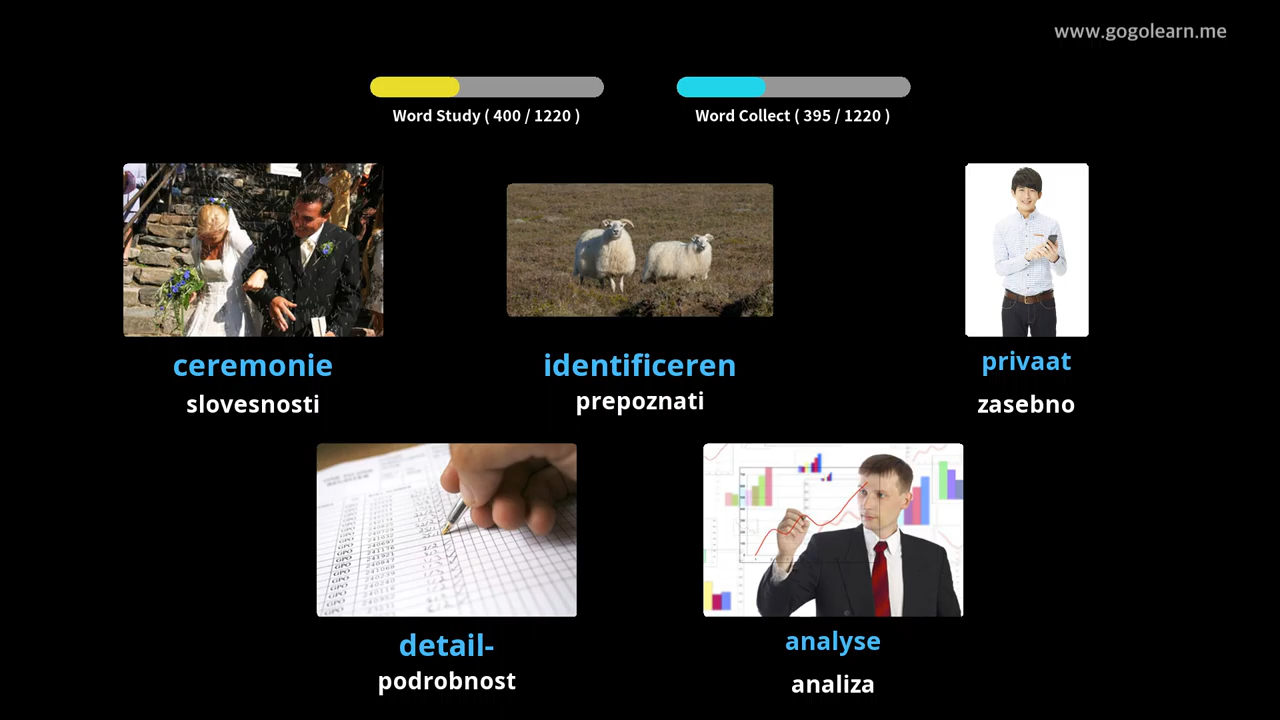 www.gogolearn.me
Word Study ( 400 / 1220 )
Word Collect ( 395 / 1220 )
ceremonie
slovesnosti
identificeren
prepoznati
privaat
zasebno
detail-
podrobnost
analyse
analiza